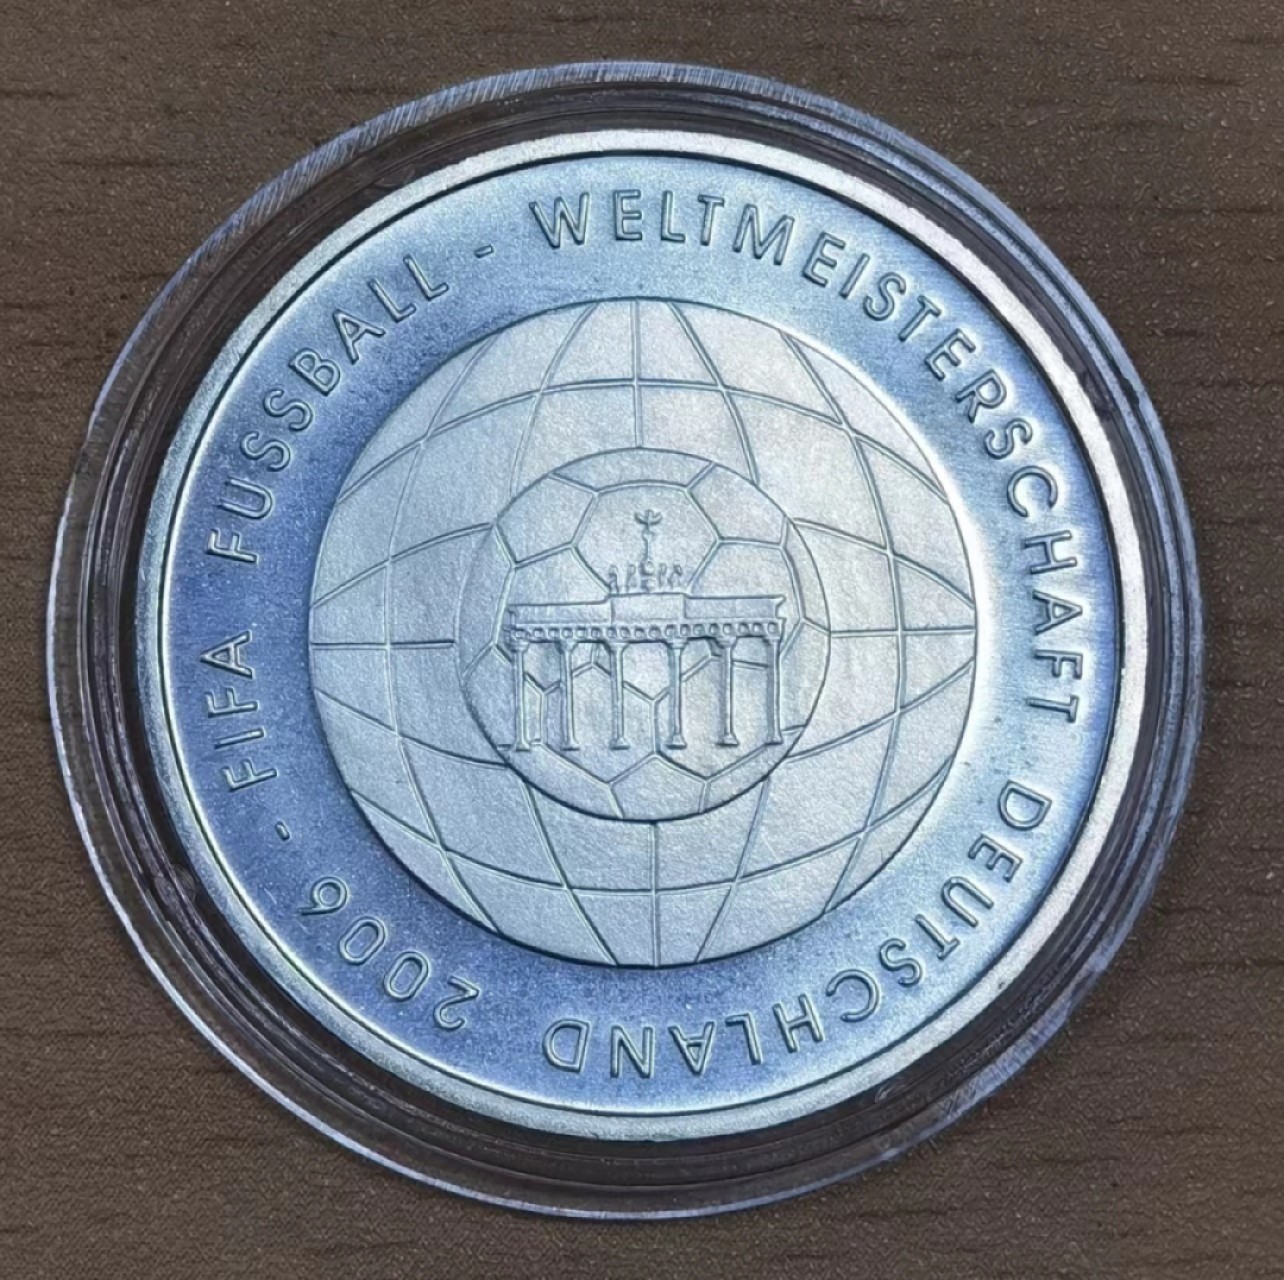 FIFA FUSSBALL - WELTMEISTERSCHAFT DEUTSCHLAND 2006 -